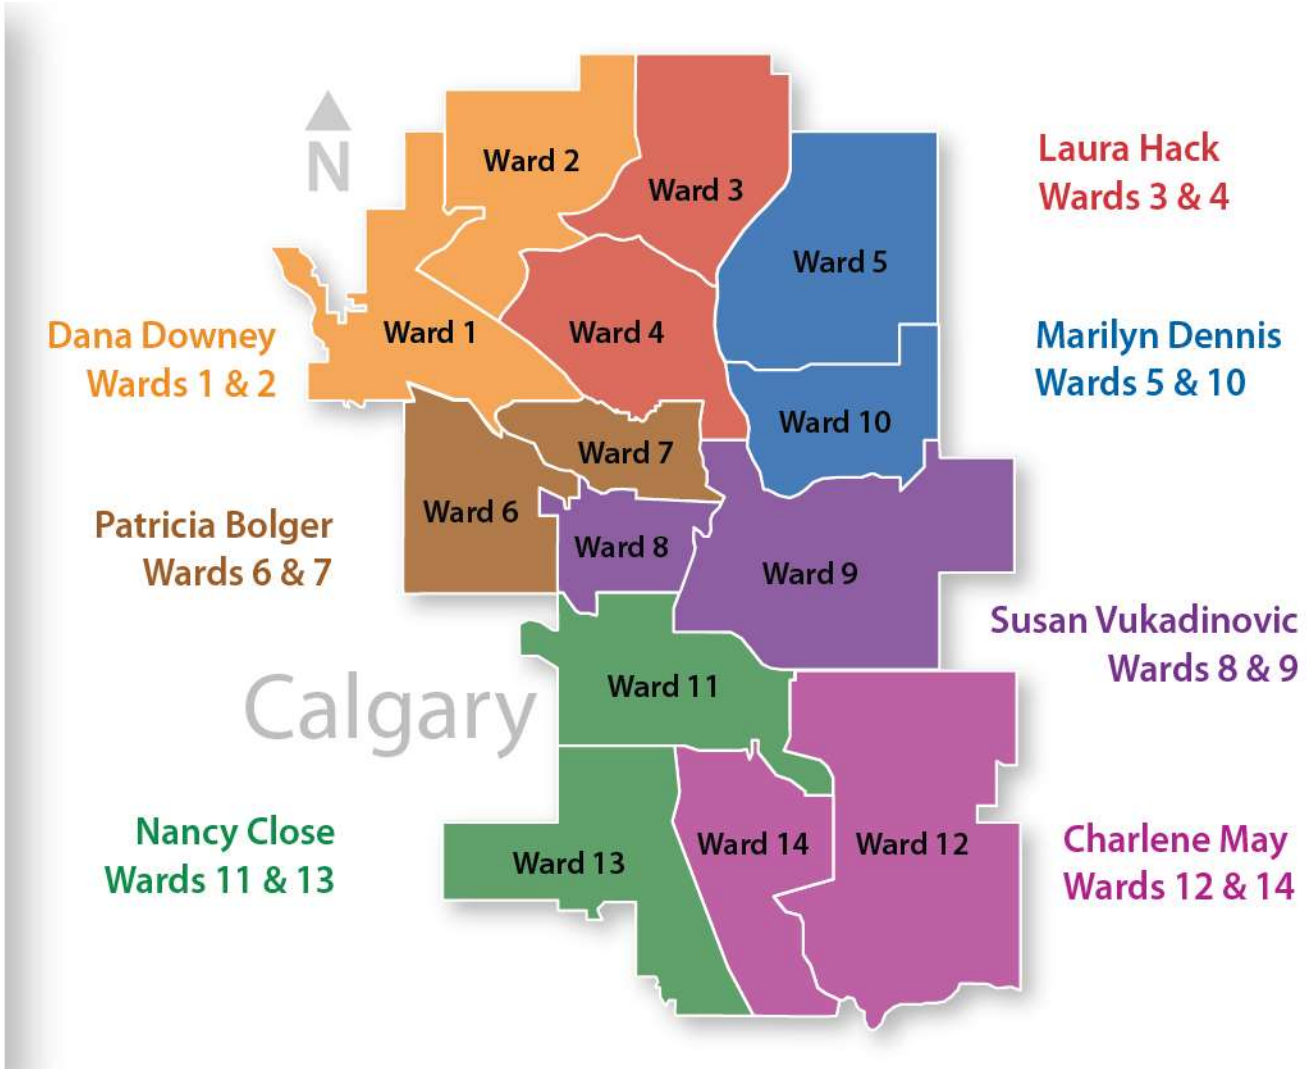 N
Ward 2
Ward 3
Laura Hack
Wards 3 & 4
Ward 5
Dana Downey
Wards 1 & 2
Ward 1
Ward 4
Marilyn Dennis
Wards 5 & 10
Ward 10
Ward 7
Patricia Bolger
Wards 6 & 7
Ward 6
Ward 8
Ward 9
Susan Vukadinovic
Wards 8 & 9
Calgary
Ward 11
Nancy Close
Wards 11 & 13
Ward 13
Ward 14
Ward 12
Charlene May
Wards 12 & 14